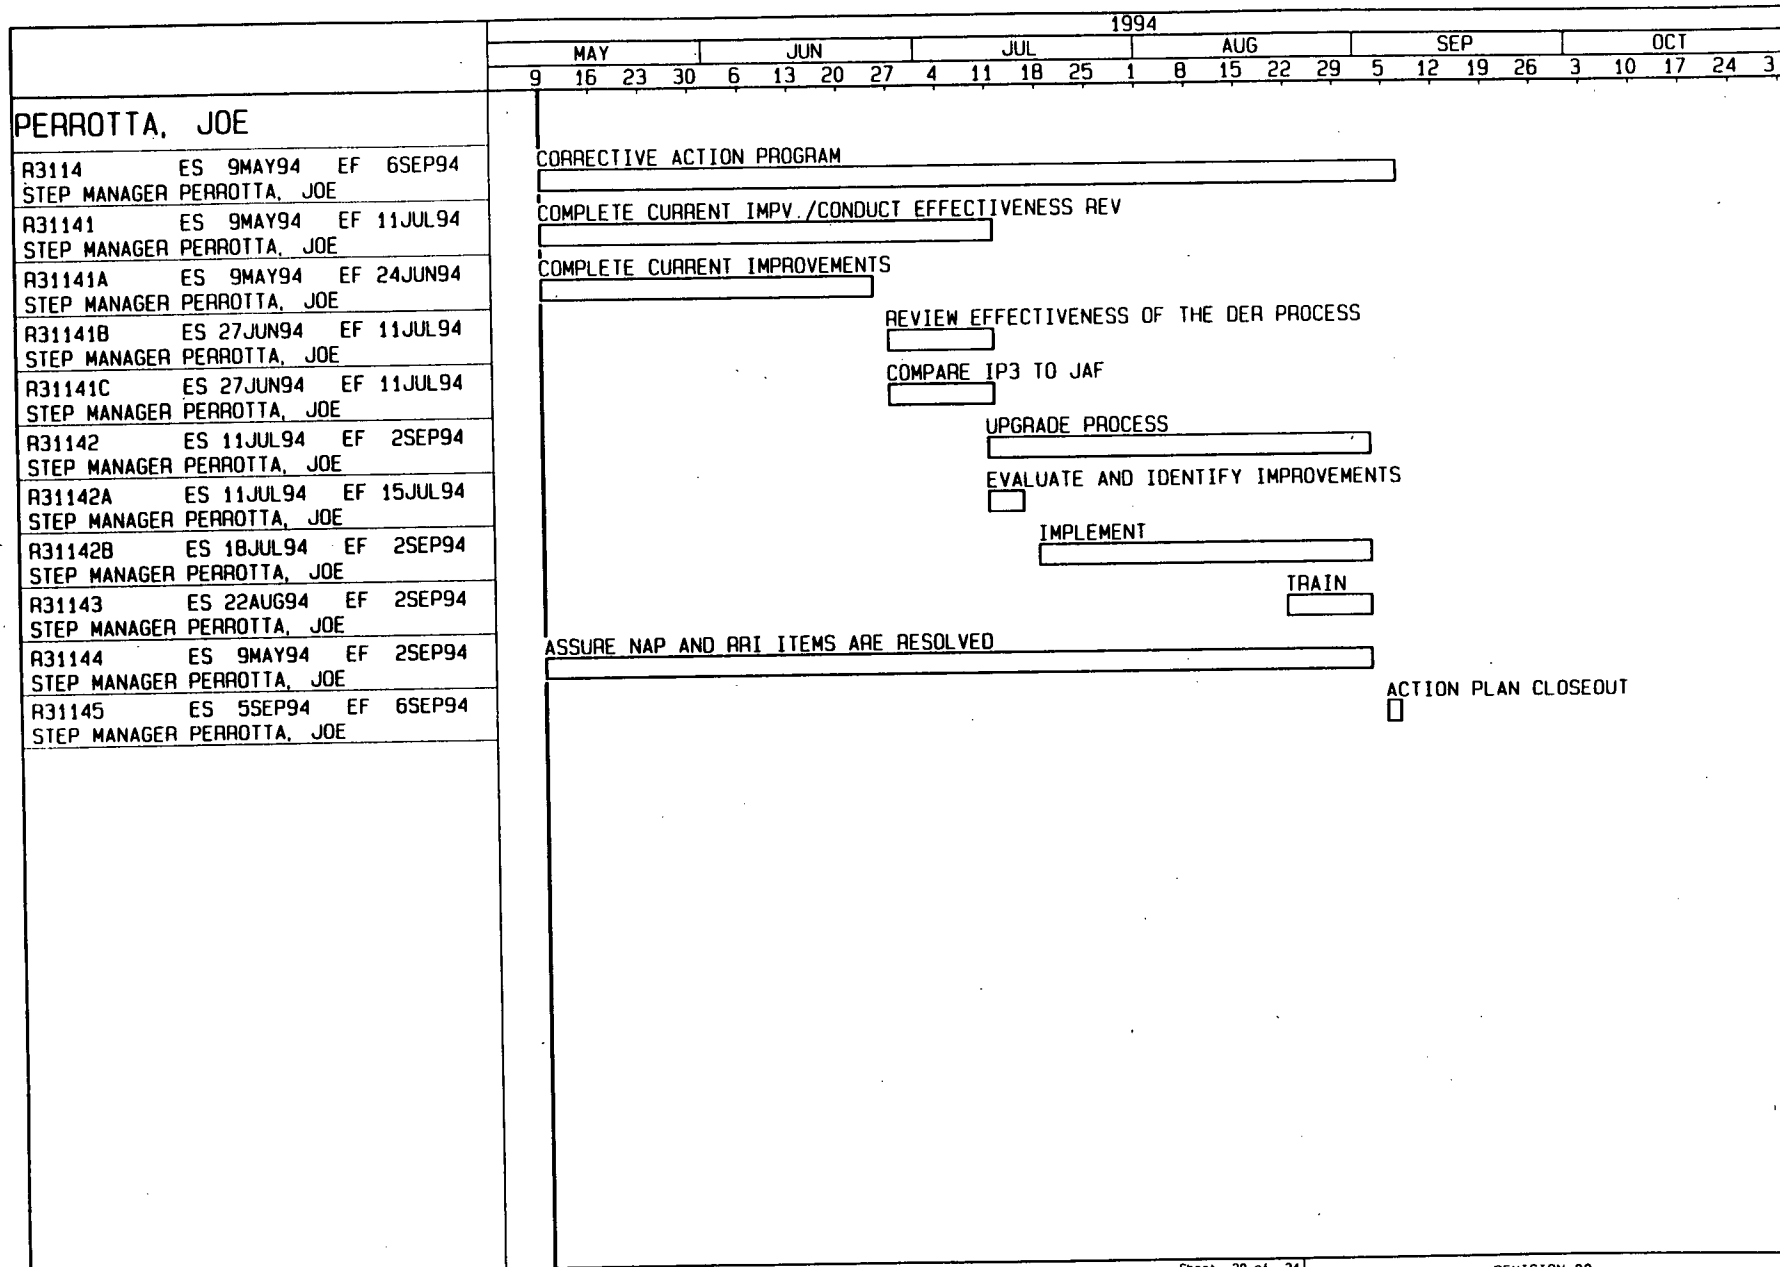 1994
MAY JUN JUL AUG SEP OCT
9 16 23 30 6 13 20 27 4 11 18 25 1 8 15 22 29 5 12 19 26 3 10 17 24 3
PERROTTA, JOE
R3114 ES 9MAY94 EF 6SEP94
STEP MANAGER PERROTTA, JOE
CORRECTIVE ACTION PROGRAM
R31141 ES 9MAY94 EF 11JUL94
STEP MANAGER PERROTTA, JOE
COMPLETE CURRENT IMPV./CONDUCT EFFECTIVENESS REV
R31141A ES 9MAY94 EF 24JUN94
STEP MANAGER PERROTTA, JOE
COMPLETE CURRENT IMPROVEMENTS
R31141B ES 27JUN94 EF 11JUL94
STEP MANAGER PERROTTA, JOE
REVIEW EFFECTIVENESS OF THE DER PROCESS
R31141C ES 27JUN94 EF 11JUL94
STEP MANAGER PERROTTA, JOE
COMPARE IP3 TO JAF
R31142 ES 11JUL94 EF 2SEP94
STEP MANAGER PERROTTA, JOE
UPGRADE PROCESS
R31142A ES 11JUL94 EF 15JUL94
STEP MANAGER PERROTTA, JOE
EVALUATE AND IDENTIFY IMPROVEMENTS
R31142B ES 18JUL94 EF 2SEP94
STEP MANAGER PERROTTA, JOE
IMPLEMENT
R31143 ES 22AUG94 EF 2SEP94
STEP MANAGER PERROTTA, JOE
TRAIN
R31144 ES 9MAY94 EF 2SEP94
STEP MANAGER PERROTTA, JOE
ASSURE NAP AND RRI ITEMS ARE RESOLVED
R31145 ES 5SEP94 EF 6SEP94
STEP MANAGER PERROTTA, JOE
ACTION PLAN CLOSEOUT